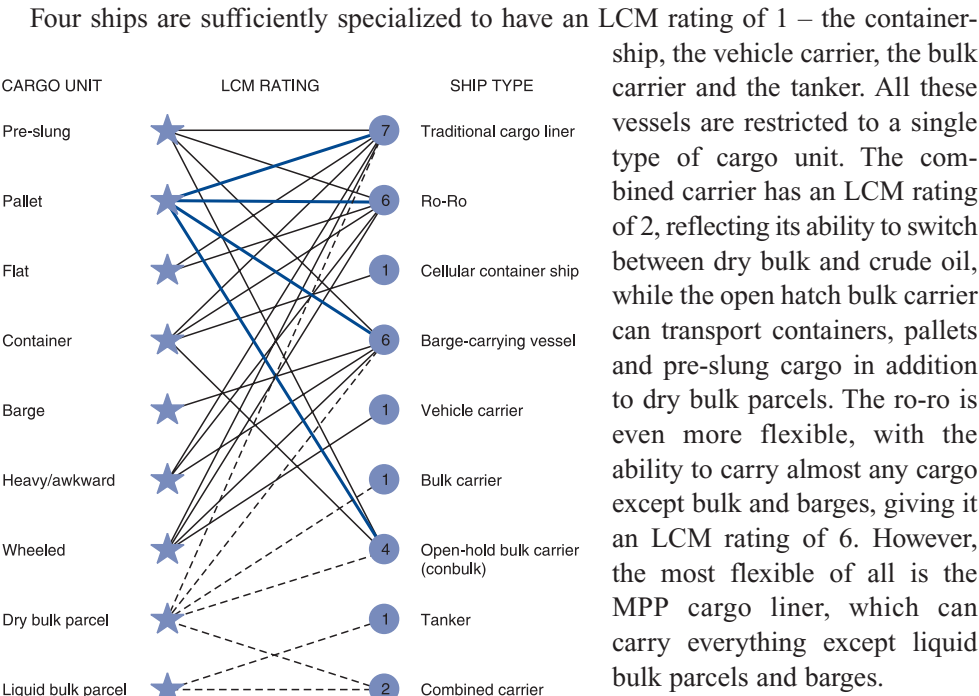 Four ships are sufficiently specialized to have an LCM rating of 1 – the container-
ship, the vehicle carrier, the bulk
carrier and the tanker. All these
vessels are restricted to a single
type of cargo unit. The com-
bined carrier has an LCM rating
of 2, reflecting its ability to switch
between dry bulk and crude oil,
while the open hatch bulk carrier
can transport containers, pallets
and pre-slung cargo in addition
to dry bulk parcels. The ro-ro is
even more flexible, with the
ability to carry almost any cargo
except bulk and barges, giving it
an LCM rating of 6. However,
the most flexible of all is the
MPP cargo liner, which can
carry everything except liquid
bulk parcels and barges.
CARGO UNIT LCM RATING SHIP TYPE
Pre-slung 7 Traditional cargo liner
Pallet 6 Ro-Ro
Flat 1 Cellular container ship
Container 6 Barge-carrying vessel
Barge 1 Vehicle carrier
Heavy/awkward 1 Bulk carrier
Wheeled 4 Open-hold bulk carrier
(conbulk)
Dry bulk parcel 1 Tanker
Liquid bulk parcel 2 Combined carrier